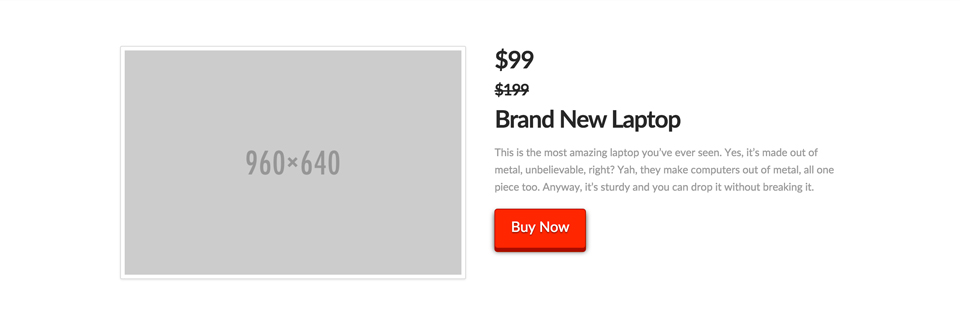 960×640
$99
$199
Brand New Laptop
This is the most amazing laptop you've ever seen. Yes, it's made out of
metal, unbelievable, right? Yah, they make computers out of metal, all one
piece too. Anyway, it's sturdy and you can drop it without breaking it.
Buy Now